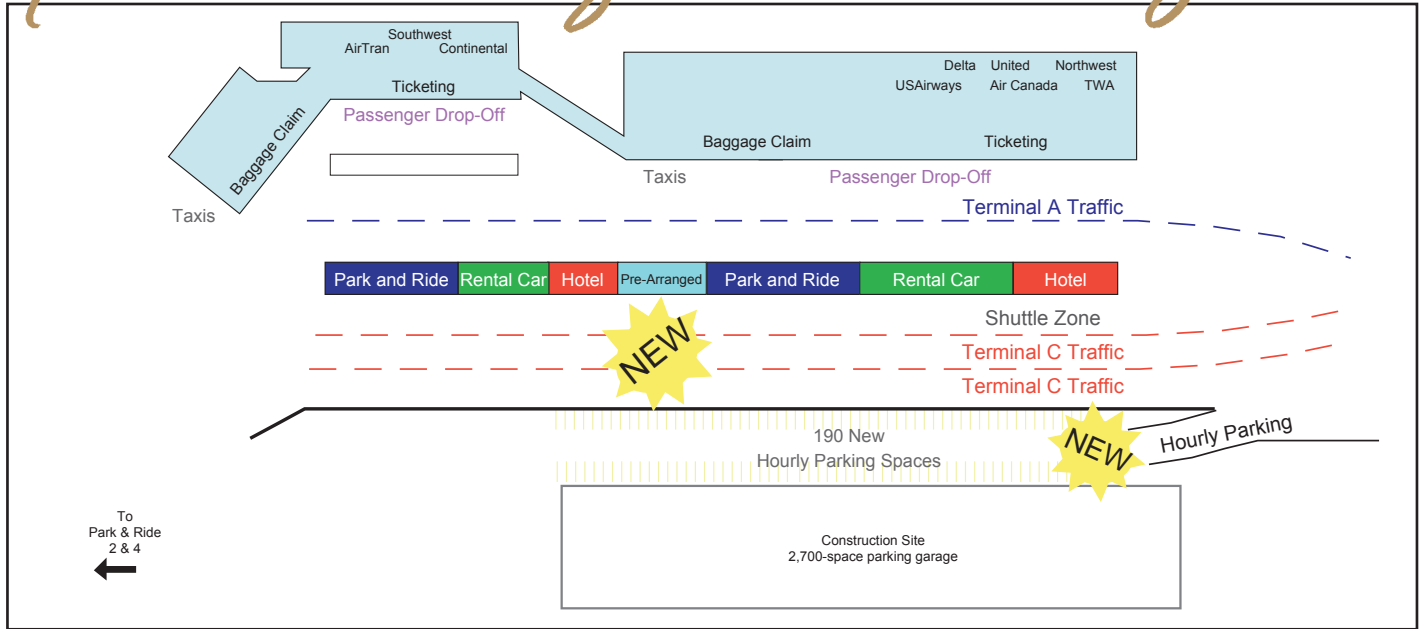 Southwest
AirTran Continental
Ticketing
Passenger Drop-Off
Baggage Claim
Taxis
Delta United Northwest
USAirways Air Canada TWA
Baggage Claim Ticketing
Taxis Passenger Drop-Off
Terminal A Traffic
Park and Ride Rental Car Hotel Pre-Arranged Park and Ride Rental Car Hotel
Shuttle Zone
NEW
Terminal C Traffic
Terminal C Traffic
190 New
Hourly Parking Spaces
NEW
Hourly Parking
To
Park & Ride
2 & 4
Construction Site
2,700-space parking garage